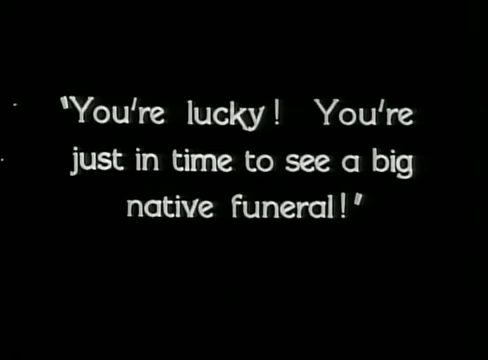 "You're lucky! You're
just in time to see a big
native funeral!"